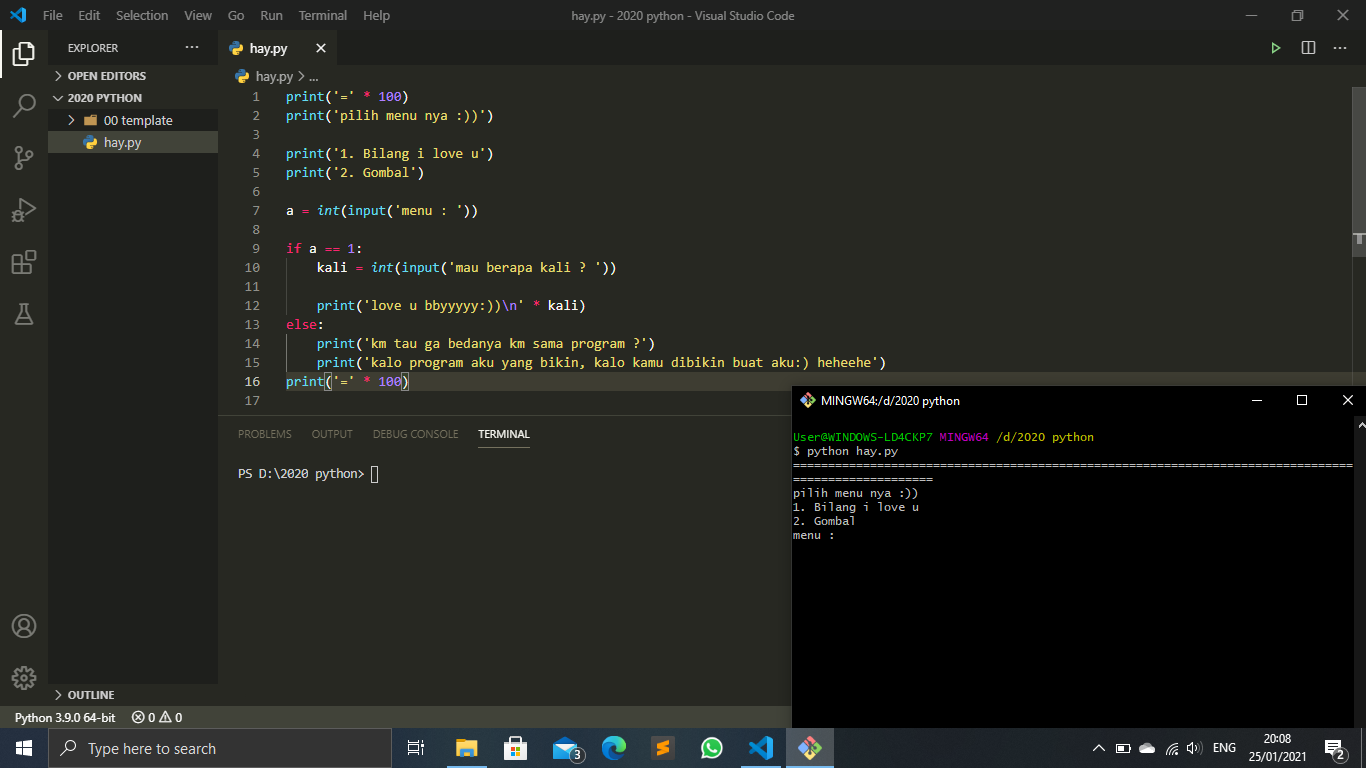 File Edit Selection View Go Run Terminal Help
hay.py - 2020 python - Visual Studio Code
EXPLORER ...
OPEN EDITORS
2020 PYTHON
00 template
hay.py
hay.py
hay.py > ...
1 print('=' * 100)
2 print('pilih menu nya :))')
3
4 print('1. Bilang i love u')
5 print('2. Gombal')
6
7 a = int(input('menu : '))
8
9 if a == 1:
10 kali = int(input('mau berapa kali ? '))
11
12 print('love u bbyyyyy:))\n' * kali)
13 else:
14 print('km tau ga bedanya km sama program ?')
15 print('kalo program aku yang bikin, kalo kamu dibikin buat aku:) heheehe')
16 print('=' * 100)
17
PROBLEMS OUTPUT DEBUG CONSOLE TERMINAL
PS D:\2020 python>
MINGW64:/d/2020 python
User@WINDOWS-LD4CKP7 MINGW64 /d/2020 python
$ python hay.py
================================================================================
====================
pilih menu nya :))
1. Bilang i love u
2. Gombal
menu :
OUTLINE
Python 3.9.0 64-bit 0 0
Type here to search
3
ENG
20:08
25/01/2021
2